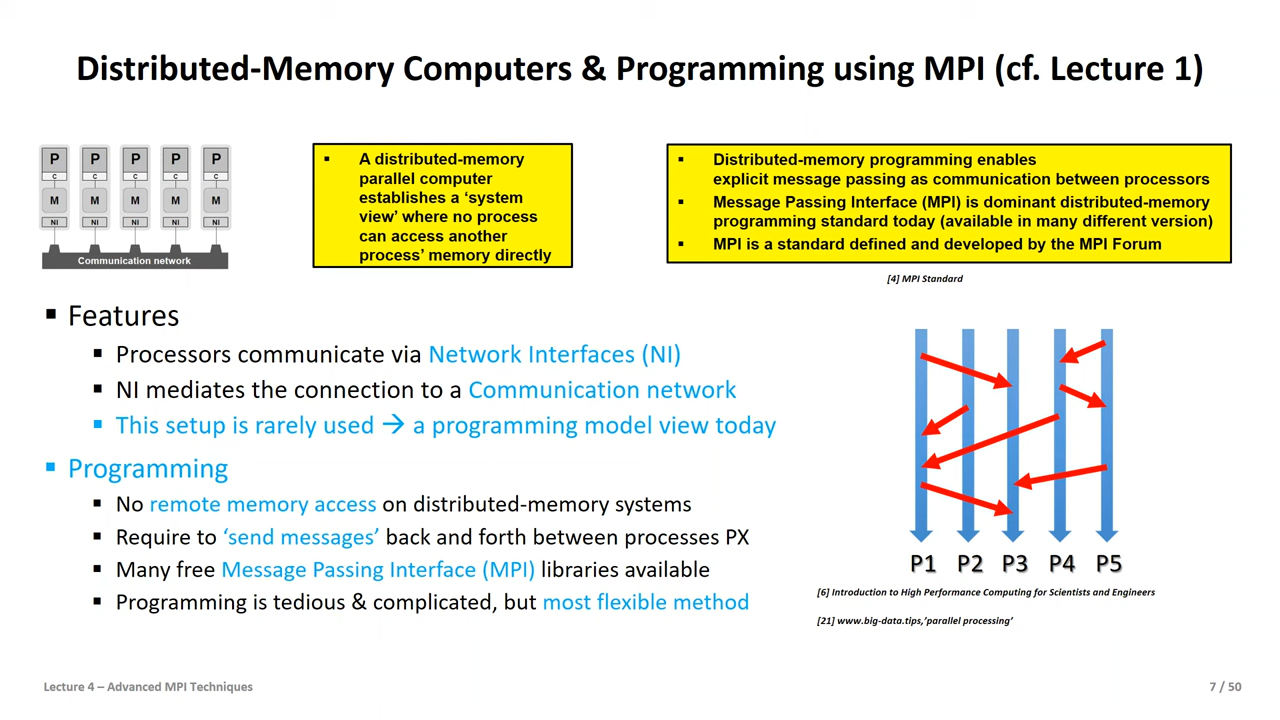 Distributed-Memory Computers & Programming using MPI (cf. Lecture 1)
P P P P P
C C C C C
M M M M M
NI NI NI NI NI
Communication network
▪ A distributed-memory
parallel computer
establishes a ‘system
view’ where no process
can access another
process’ memory directly
▪ Distributed-memory programming enables
explicit message passing as communication between processors
▪ Message Passing Interface (MPI) is dominant distributed-memory
programming standard today (available in many different version)
▪ MPI is a standard defined and developed by the MPI Forum
[4] MPI Standard
▪ Features
▪ Processors communicate via Network Interfaces (NI)
▪ NI mediates the connection to a Communication network
▪ This setup is rarely used → a programming model view today
▪ Programming
▪ No remote memory access on distributed-memory systems
▪ Require to ‘send messages’ back and forth between processes PX
▪ Many free Message Passing Interface (MPI) libraries available
▪ Programming is tedious & complicated, but most flexible method
P1 P2 P3 P4 P5
[6] Introduction to High Performance Computing for Scientists and Engineers
[21] www.big-data.tips,’parallel processing’
Lecture 4 – Advanced MPI Techniques
7 / 50